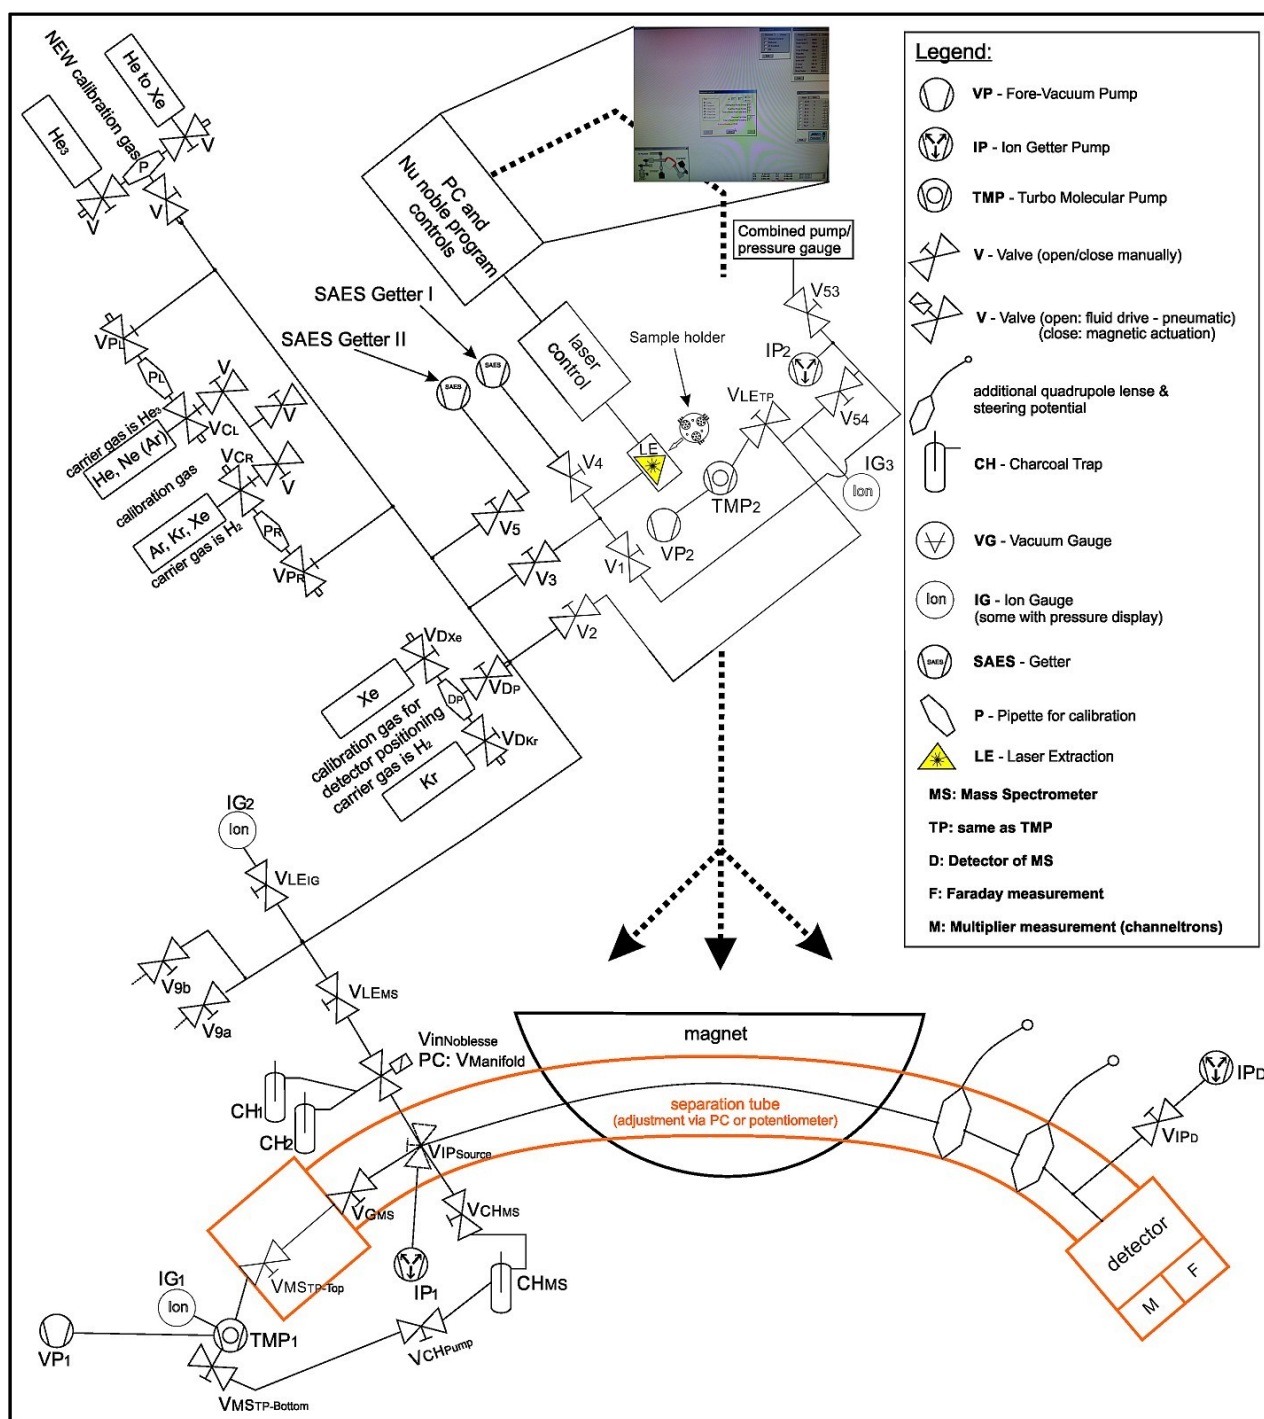 He to Xe
NEW calibration gas
He3
P
V
V
V
PC and
Nu noble program
controls
Combined pump/
pressure gauge
V53
SAES Getter I
SAES Getter II
SAES
SAES
laser
control
Sample holder
IP2
VLETP
V54
VPL
PL
V
V
carrier gas is He3
He, Ne (Ar)
VCL
VCR
V
calibration gas
Ar, Kr, Xe
carrier gas is H2
PR
VPR
LE
V4
V5
IG3
Ion
TMP2
VP2
V1
V3
V2
VDXe
Xe
DP
VDP
calibration gas for
detector positioning
carrier gas is H2
VDKr
Kr
IG2
Ion
VLEIG
V9b
V9a
VLEMS
VinNoblesse
PC: VManifold
CH1
CH2
magnet
separation tube
(adjustment via PC or potentiometer)
IPD
VIPD
VIPSource
VGMS
VCHMS
detector
M
F
IG1
Ion
VMSTP-Top
IP1
CHMS
VP1
TMP1
VCHPump
VMSTP-Bottom
Legend:
VP - Fore-Vacuum Pump
IP - Ion Getter Pump
TMP - Turbo Molecular Pump
V - Valve (open/close manually)
V - Valve (open: fluid drive - pneumatic)
(close: magnetic actuation)
additional quadrupole lense &
steering potential
CH - Charcoal Trap
VG - Vacuum Gauge
Ion
IG - Ion Gauge
(some with pressure display)
SAES
SAES - Getter
P - Pipette for calibration
LE - Laser Extraction
MS: Mass Spectrometer
TP: same as TMP
D: Detector of MS
F: Faraday measurement
M: Multiplier measurement (channeltrons)